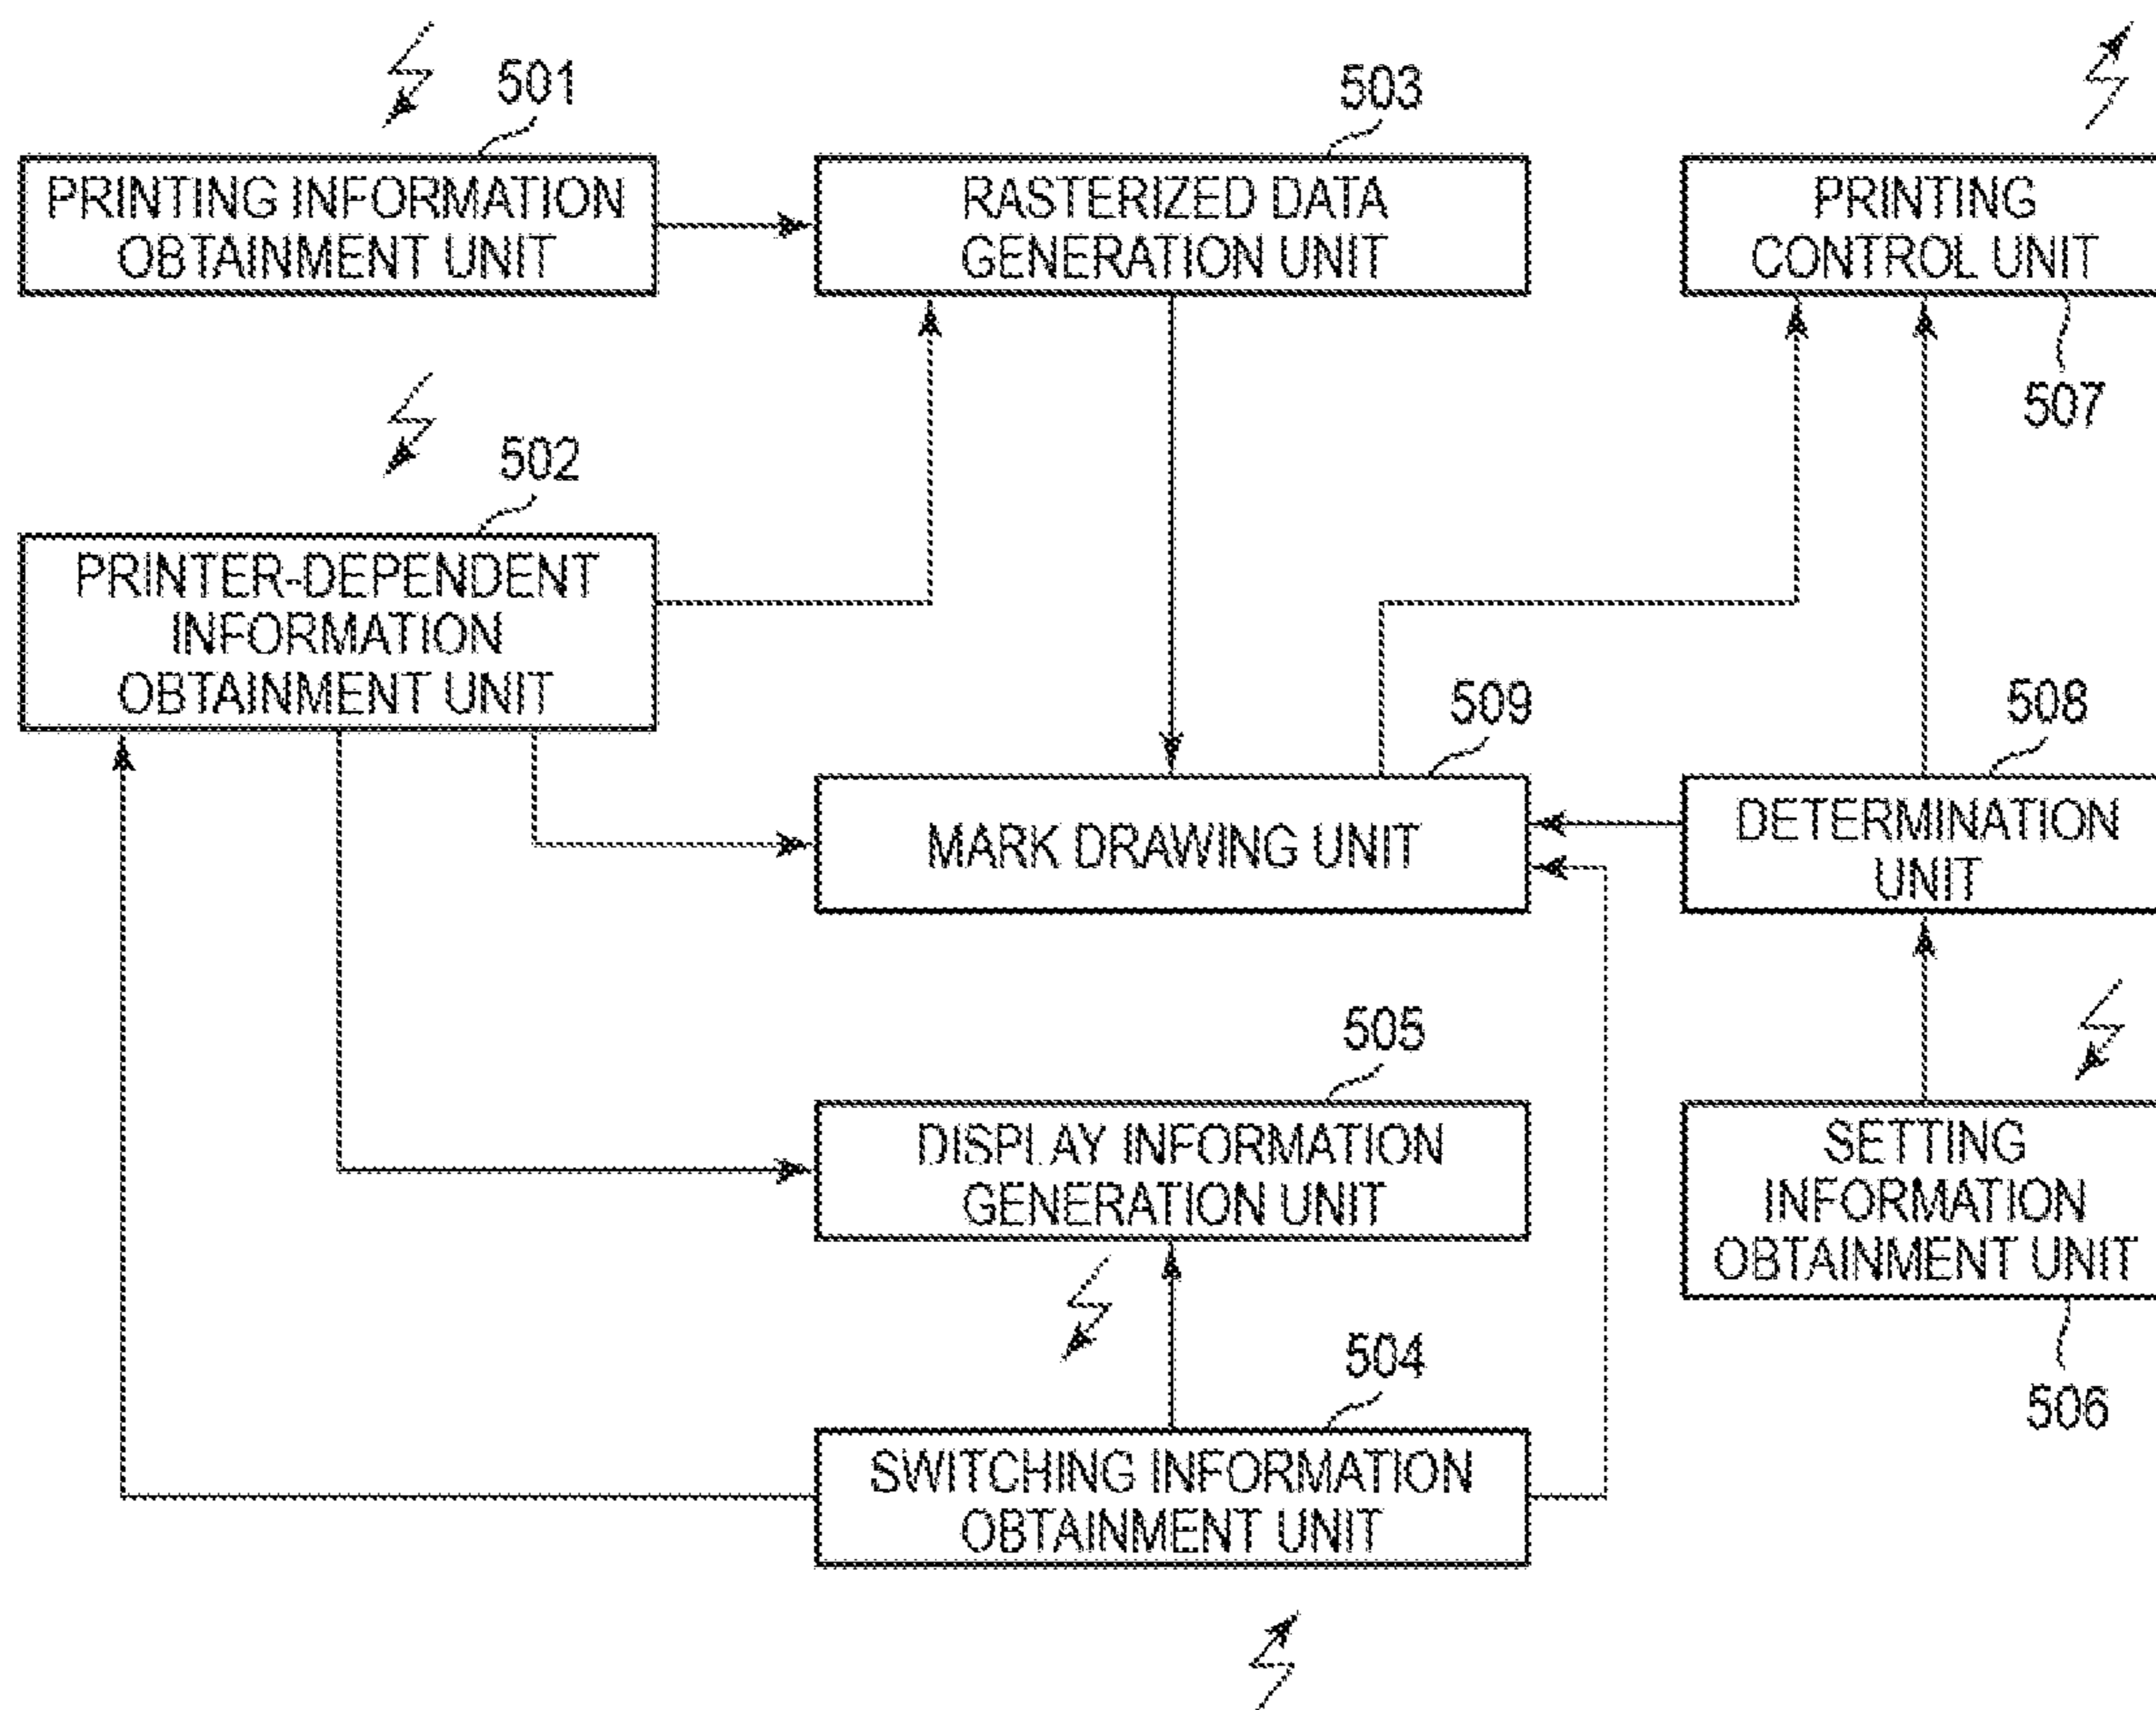 501
PRINTING INFORMATION
OBTAINMENT UNIT
503
RASTERIZED DATA
GENERATION UNIT
PRINTING
CONTROL UNIT
507
502
PRINTER-DEPENDENT
INFORMATION
OBTAINMENT UNIT
509
MARK DRAWING UNIT
508
DETERMINATION
UNIT
505
DISPLAY INFORMATION
GENERATION UNIT
SETTING
INFORMATION
OBTAINMENT UNIT
506
504
SWITCHING INFORMATION
OBTAINMENT UNIT